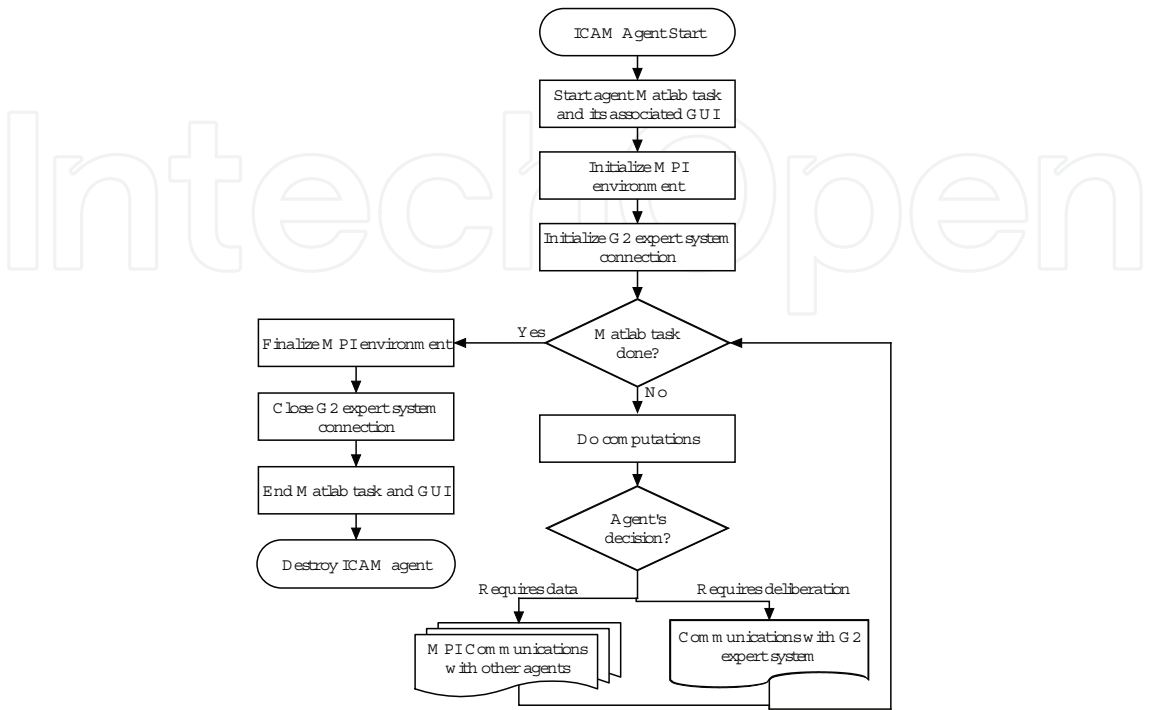 ICAM Agent Start
Start agent Matlab task
and its associated GUI
Initialize MPI
environment
Initialize G2 expert system
connection
Matlab task
done?
Yes
No
Finalize MPI environment
Close G2 expert system
connection
End Matlab task and GUI
Destroy ICAM agent
Do computations
Agent's
decision?
Requires data
Requires deliberation
MPI Communications
with other agents
Communications with G2
expert system
IntechOpen